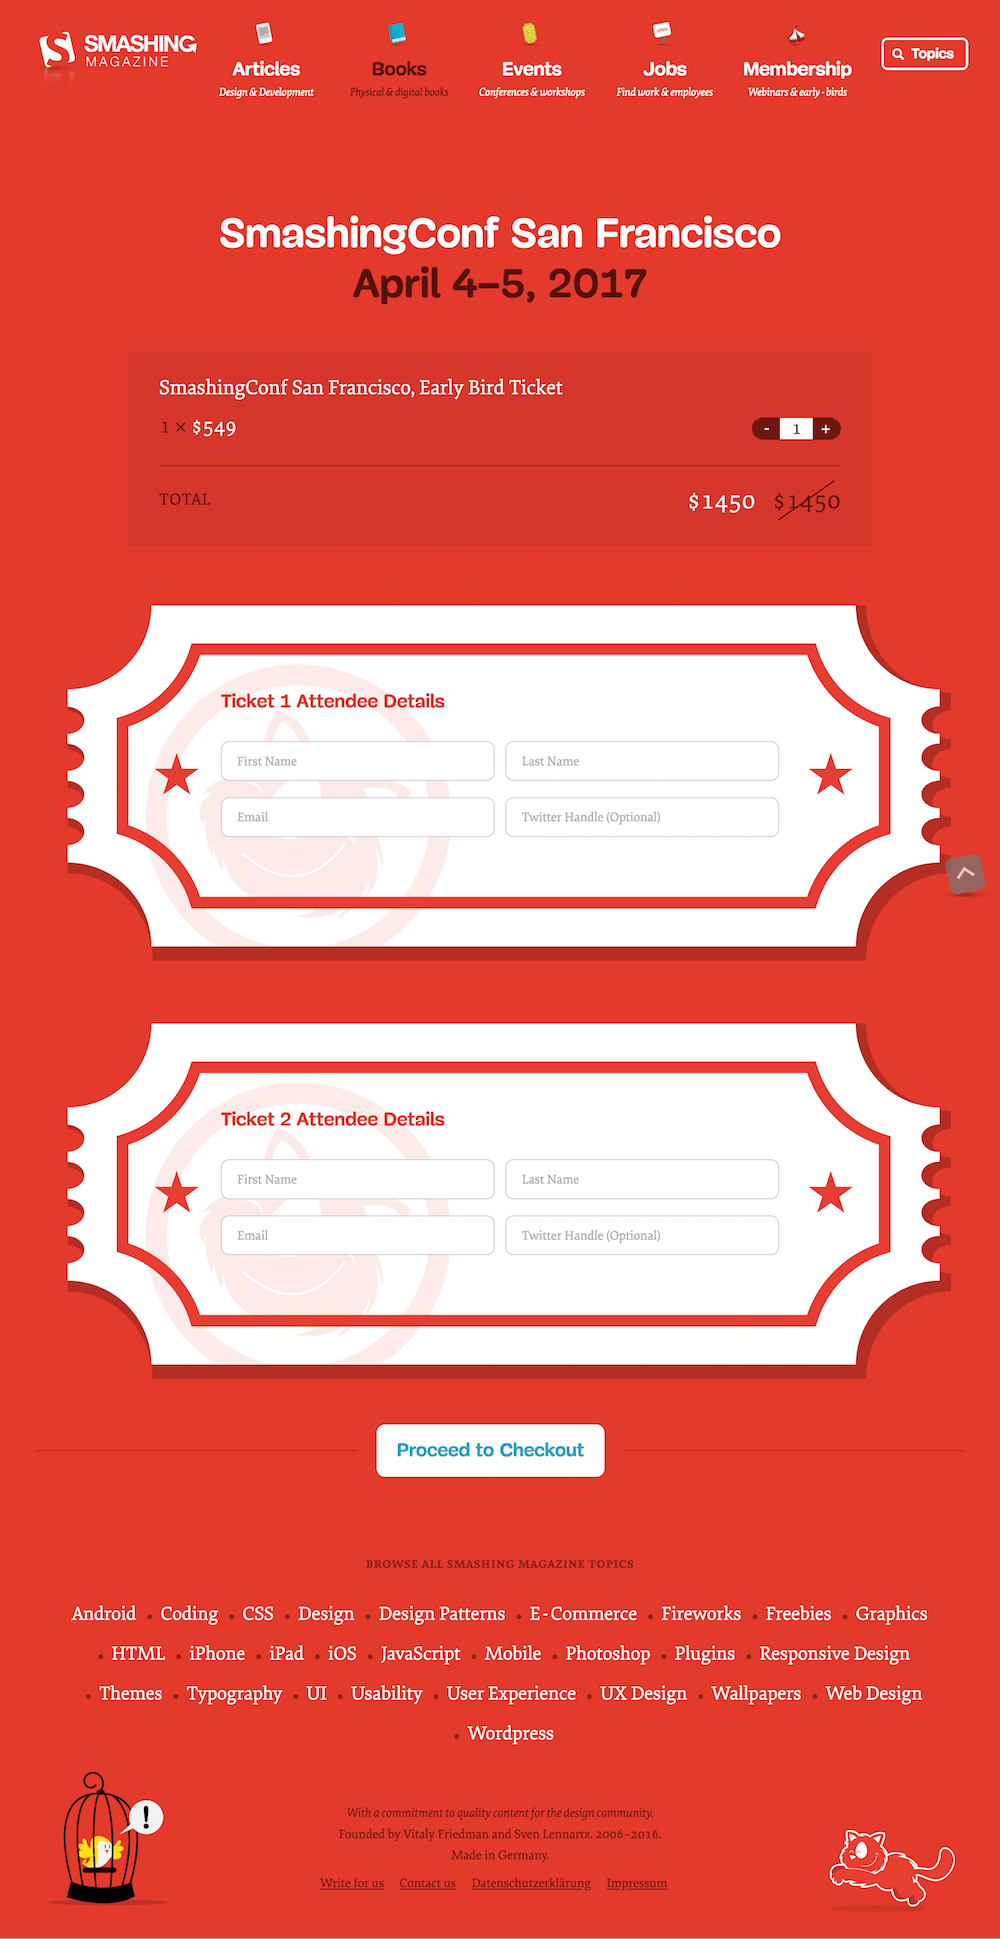 SMASHING
MAGAZINE
Articles
Design & Development
Books
Physical & digital books
Events
Conferences & workshops
OPEN
Jobs
Find work & employees
Membership
Webinars & early-birds
Topics
SmashingConf San Francisco
April 4–5, 2017
SmashingConf San Francisco, Early Bird Ticket
1 × $549
- 1 +
TOTAL
$1450 $1450
Ticket 1 Attendee Details
First Name
Last Name
Email
Twitter Handle (Optional)
Ticket 2 Attendee Details
First Name
Last Name
Email
Twitter Handle (Optional)
Proceed to Checkout
BROWSE ALL SMASHING MAGAZINE TOPICS
Android • Coding • CSS • Design • Design Patterns • E-Commerce • Fireworks • Freebies • Graphics
• HTML • iPhone • iPad • iOS • JavaScript • Mobile • Photoshop • Plugins • Responsive Design
• Themes • Typography • UI • Usability • User Experience • UX Design • Wallpapers • Web Design
• Wordpress
!
With a commitment to quality content for the design community.
Founded by Vitaly Friedman and Sven Lennartz. 2006–2016.
Made in Germany.
Write for us Contact us Datenschutzerklärung Impressum